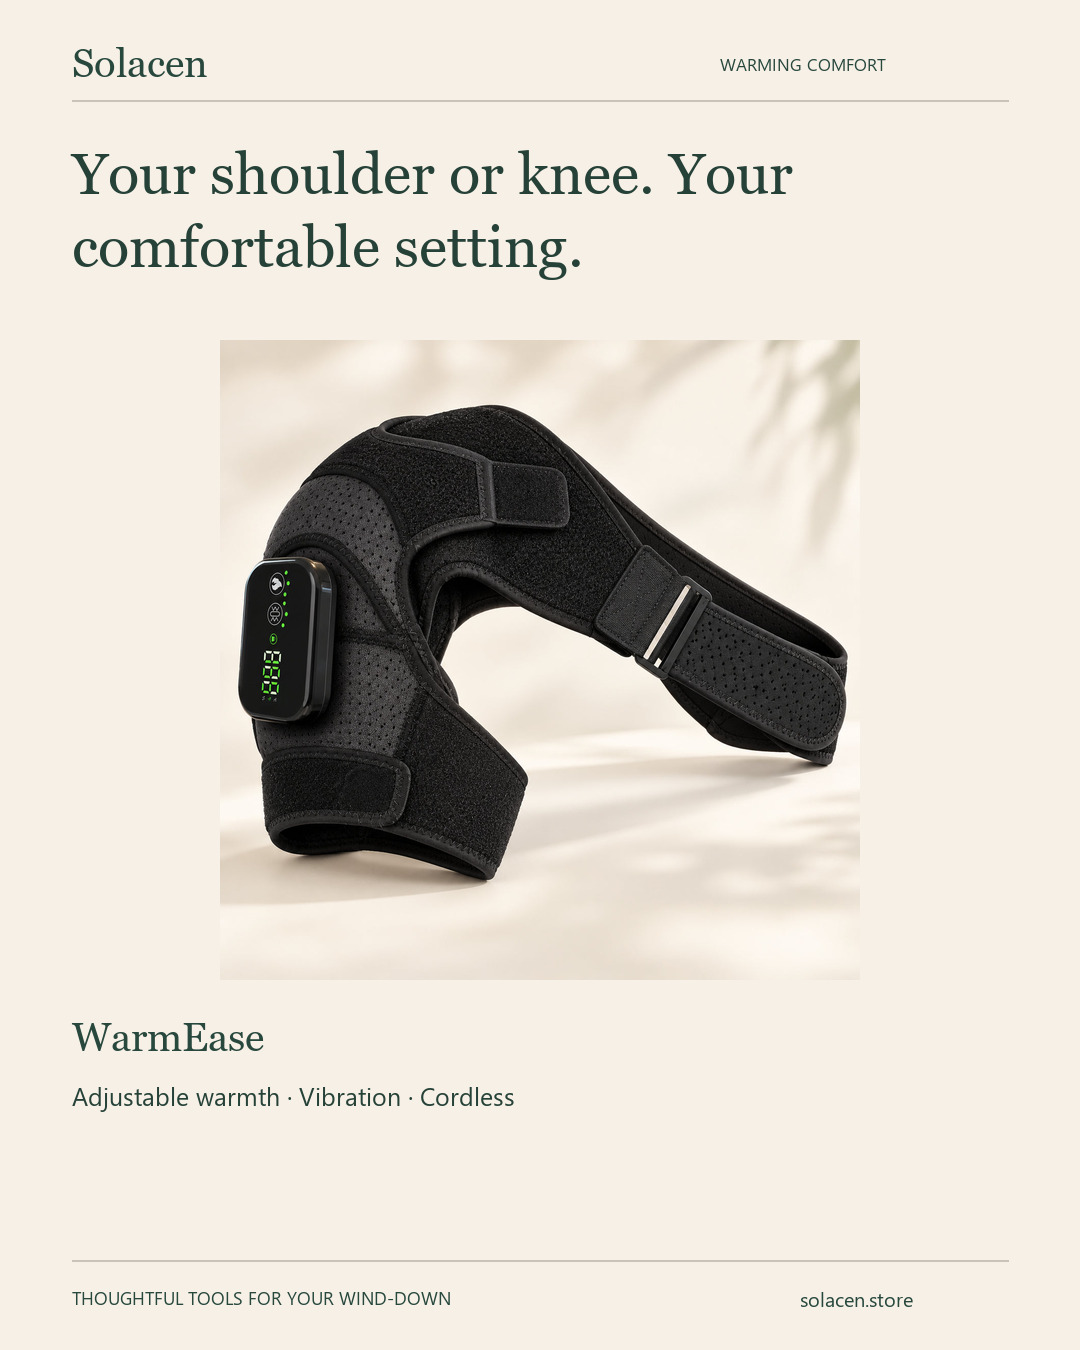 Solacen
WARMING COMFORT
Your shoulder or knee. Your
comfortable setting.
WarmEase
Adjustable warmth · Vibration · Cordless
THOUGHTFUL TOOLS FOR YOUR WIND-DOWN
solacen.store